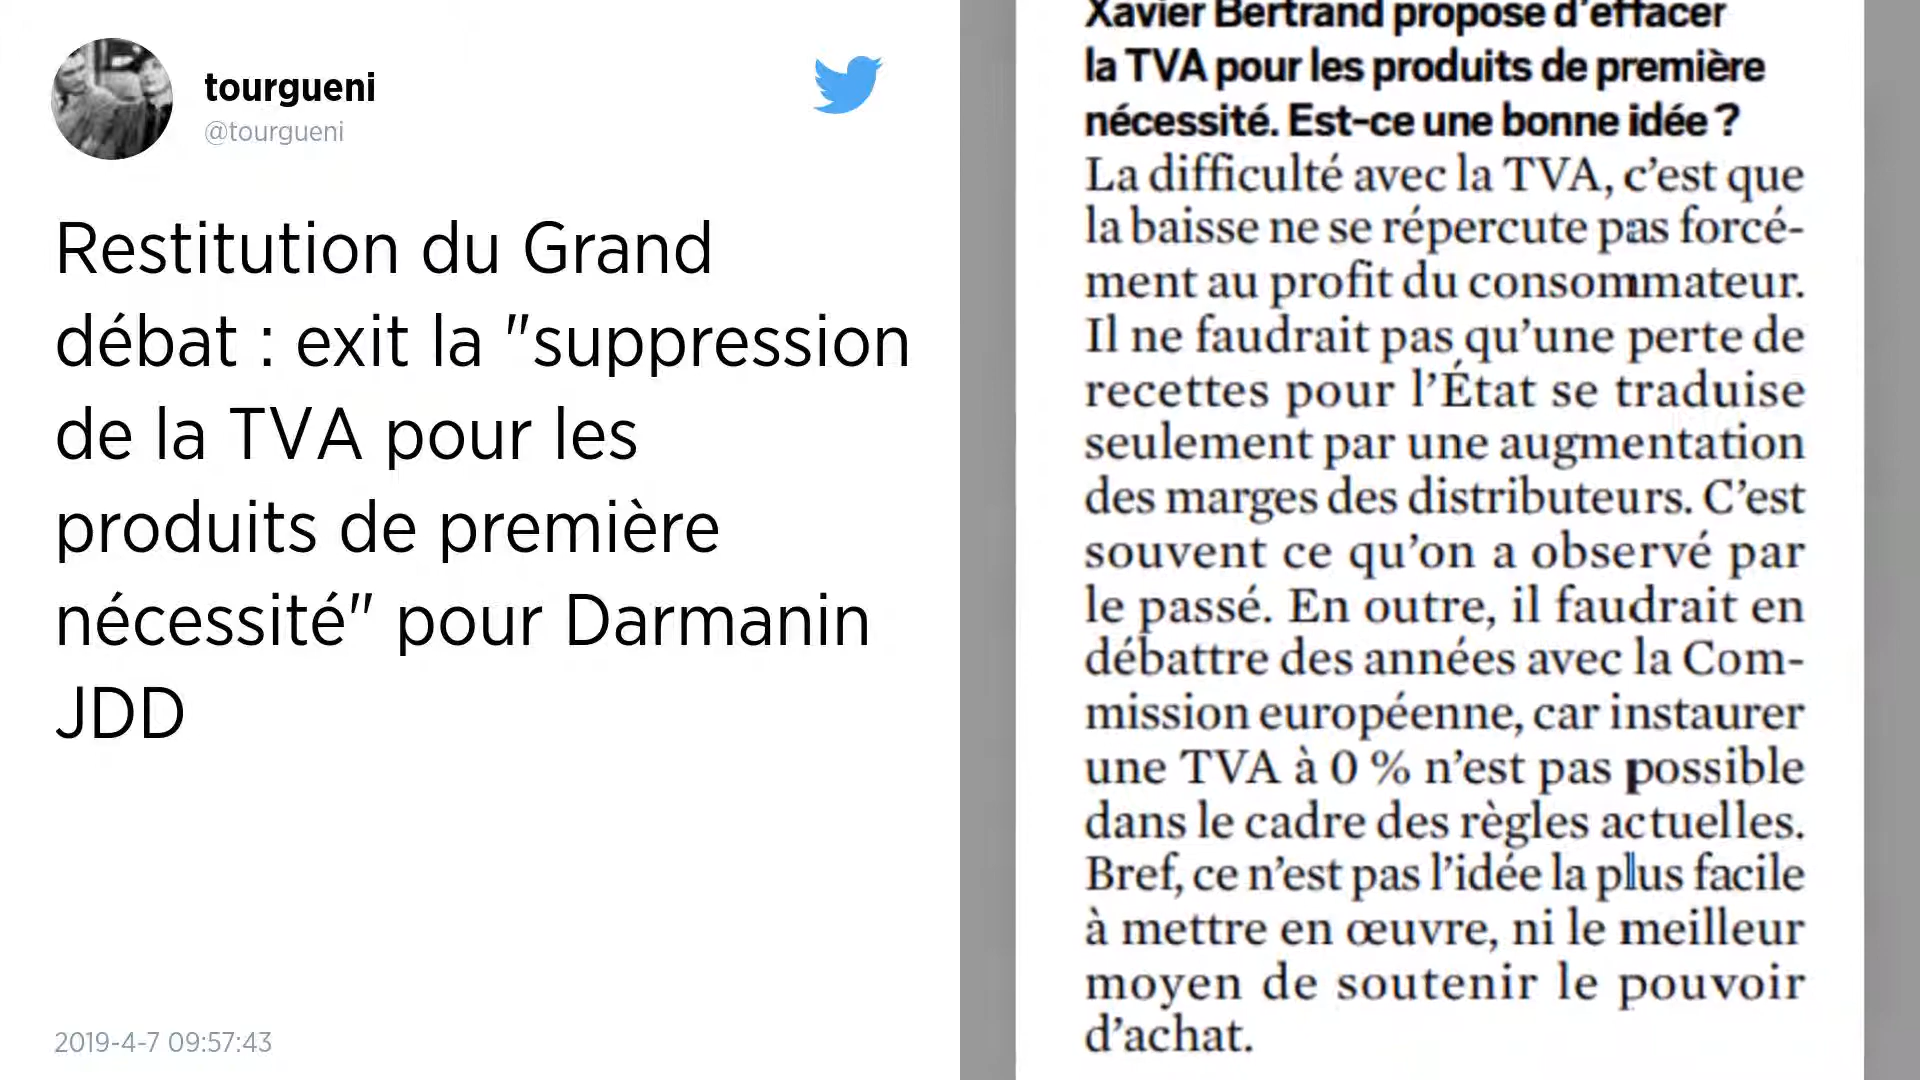 tourgueni
@tourgueni
Restitution du Grand
débat : exit la "suppression
de la TVA pour les
produits de première
nécessité" pour Darmanin
JDD
2019-4-7 09:57:43
Xavier Bertrand propose d'effacer
la TVA pour les produits de première
nécessité. Est-ce une bonne idée ?
La difficulté avec la TVA, c'est que
la baisse ne se répercute pas forcé-
ment au profit du consommateur.
Il ne faudrait pas qu'une perte de
recettes pour l'État se traduise
seulement par une augmentation
des marges des distributeurs. C'est
souvent ce qu'on a observé par
le passé. En outre, il faudrait en
débattre des années avec la Com-
mission européenne, car instaurer
une TVA à 0 % n'est pas possible
dans le cadre des règles actuelles.
Bref, ce n'est pas l'idée la plus facile
à mettre en œuvre, ni le meilleur
moyen de soutenir le pouvoir
d'achat.